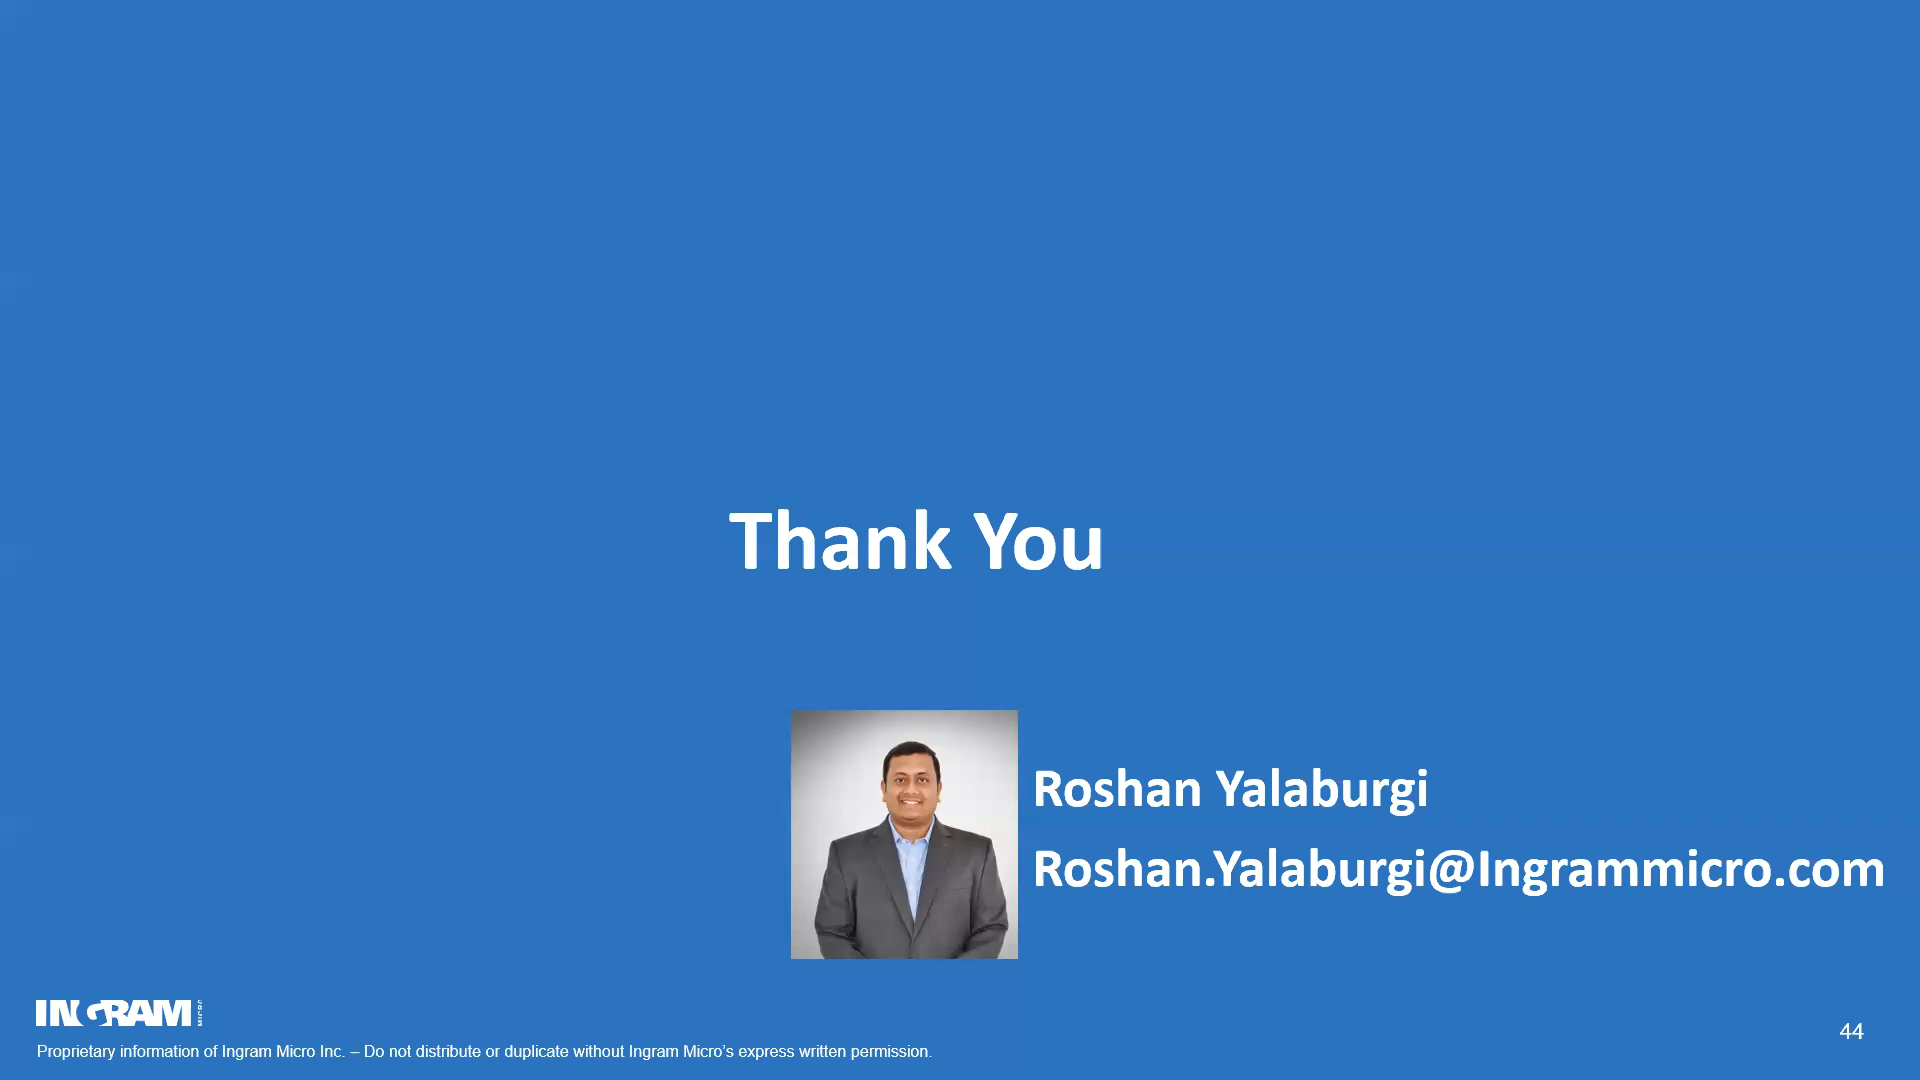 Thank You
Roshan Yalaburgi
Roshan.Yalaburgi@Ingrammicro.com
INGRAM MICRO
44
Proprietary information of Ingram Micro Inc. – Do not distribute or duplicate without Ingram Micro’s express written permission.